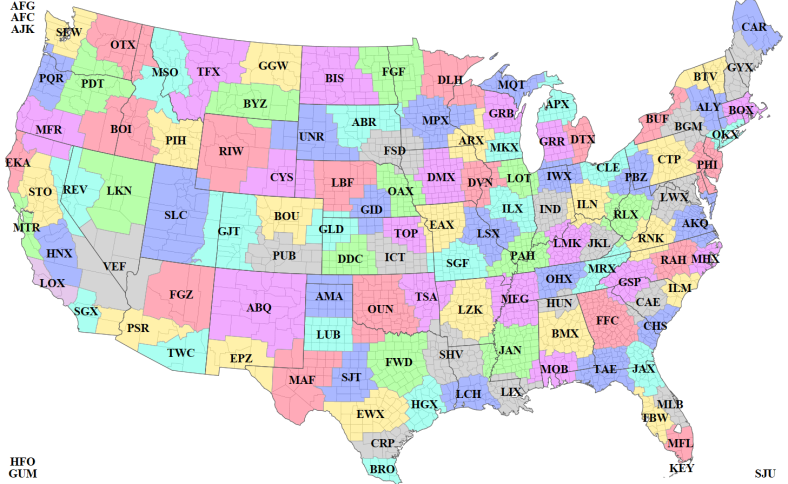 AFG
AFC
AJK
SEW
OTX
PQR
PDT
MSO
TFX
GGW
BIS
FGF
DLH
MQT
CAR
GYX
BTV
BYZ
MFR
BOI
PIH
RIW
UNR
ABR
FSD
MPX
GRB
APX
ARX
MKX
GRR
DTX
BUF
BGM
ALY
BOX
OKX
EKA
STO
REV
LKN
SLC
CYS
LBF
OAX
DMX
DVN
LOT
IWX
CLE
PBZ
CTP
PHI
MTR
HNX
VEF
GJT
BOU
PUB
GLD
GID
TOP
DDC
ICT
EAX
LSX
ILX
IND
ILN
RLX
LWX
AKQ
LOX
SGX
PSR
FGZ
TWC
ABQ
EPZ
AMA
LUB
OUN
TSA
SGF
PAH
LMK
JKL
RNK
MRX
OHX
RAH
MHX
ILM
LZK
MEG
HUN
BMX
FFC
GSP
CAE
CHS
MAF
SJT
FWD
SHV
JAN
MOB
TAE
JAX
EWX
HGX
LCH
LIX
MLB
TBW
MFL
KEY
CRP
BRO
HFO
GUM
SJU